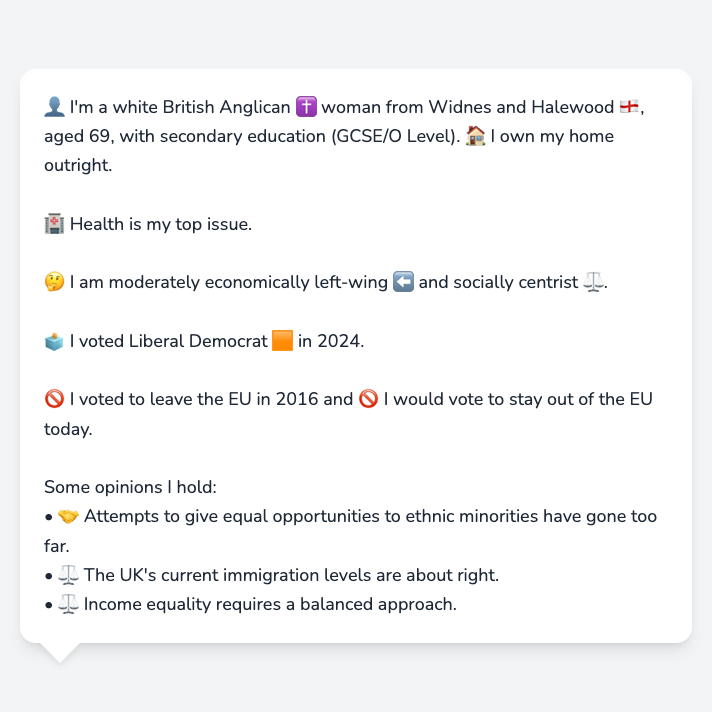 👤 I'm a white British Anglican ✝️ woman from Widnes and Halewood 🏴󠁧󠁢󠁥󠁮󠁧󠁿,
aged 69, with secondary education (GCSE/O Level). 🏠 I own my home
outright.
🏥 Health is my top issue.
🤔 I am moderately economically left-wing ⬅️ and socially centrist ⚖️.
🗳️ I voted Liberal Democrat 🟧 in 2024.
🚫 I voted to leave the EU in 2016 and 🚫 I would vote to stay out of the EU
today.
Some opinions I hold:
• 🤝 Attempts to give equal opportunities to ethnic minorities have gone too
far.
• ⚖️ The UK's current immigration levels are about right.
• ⚖️ Income equality requires a balanced approach.